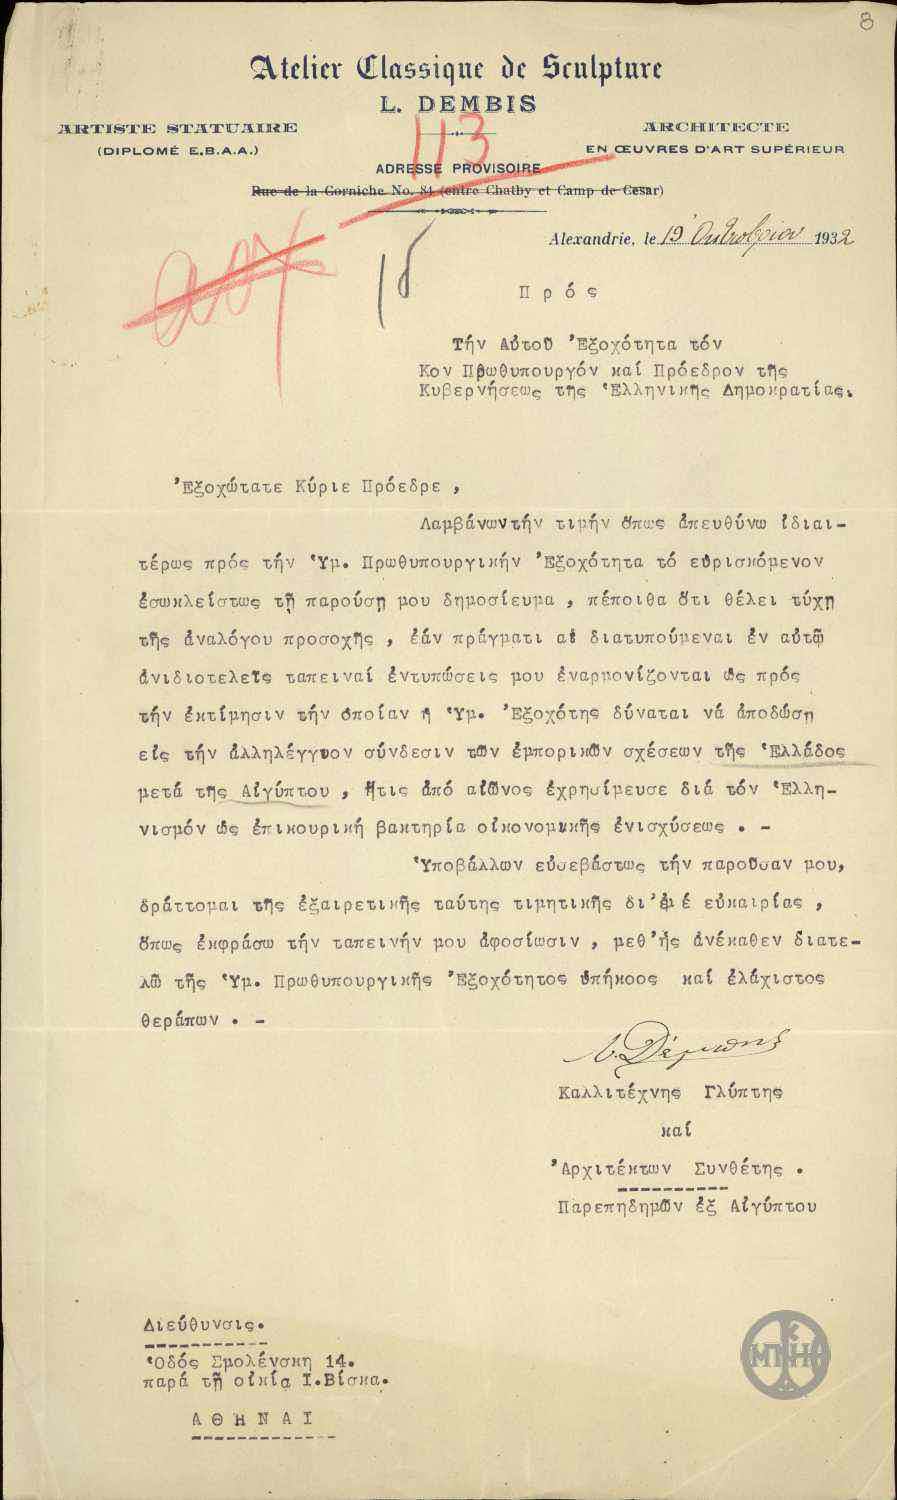 8
Atelier Classique de Sculpture
L. DEMBIS
ARTISTE STATUAIRE
(DIPLOMÉ E.B.A.A.)
ARCHITECTE
EN ŒUVRES D'ART SUPÉRIEUR
113
ADRESSE PROVISOIRE
Rue de la Corniche No. 84 (entre Chatby et Camp de Cesar)
Alexandrie, le 19 Οκτωβρίου 1932
Πρός
Τήν Αὐτοῦ Ἐξοχότητα τόν
Κον Πρωθυπουργόν καί Πρόεδρον τῆς
Κυβερνήσεως τῆς Ἑλληνικῆς Δημοκρατίας.
Ἐξοχώτατε Κύριε Πρόεδρε ,
Λαμβάνων τήν τιμήν ὅπως ἀπευθύνω ἰδιαι-
τέρως πρός τήν Ὑμ. Πρωθυπουργικήν Ἐξοχότητα τό εὑρισκόμενον
ἐσωκλείστως τῇ παρούσῃ μου δημοσίευμα , πέποιθα ὅτι θέλει τύχῃ
τῆς ἀναλόγου προσοχῆς , ἐάν πράγματι αἱ διατυπούμεναι ἐν αὐτῷ
ἀνιδιοτελεῖς ταπειναί ἐντυπώσεις μου ἐναρμονίζονται ὡς πρός
τήν ἐκτίμησιν τήν ὁποίαν ἡ Ὑμ. Ἐξοχότης δύναται νά ἀποδώσῃ
εἰς τήν ἀλληλέγγυον σύνδεσιν τῶν ἐμπορικῶν σχέσεων τῆς Ἑλλάδος
μετά τῆς Αἰγύπτου , ἥτις ἀπό αἰῶνος ἐχρησίμευσε διά τόν Ἑλλη-
νισμόν ὡς ἐπικουρική βακτηρία οἰκονομικῆς ἐνισχύσεως . -
Ὑποβάλλων εὐσεβάστως τήν παροῦσαν μου,
δράττομαι τῆς ἐξαιρετικῆς ταύτης τιμητικῆς δι'ἐμέ εὐκαιρίας ,
ὅπως ἐκφράσω τήν ταπεινήν μου ἀφοσίωσιν , μεθ'ἧς ἀνέκαθεν διατε-
λῶ τῆς Ὑμ. Πρωθυπουργικῆς Ἐξοχότητος ὑπήκοος καί ἐλάχιστος
θεράπων . -
Λ. Δέμπης
Καλλιτέχνης Γλύπτης
καί
Ἀρχιτέκτων Συνθέτης .
Παρεπηδημῶν ἐξ Αἰγύπτου
Διεύθυνσις.
Ὁδός Σμολένσκη 14.
παρά τῇ οἰκίᾳ Ι.Βίσκα.
ΑΘΗΝΑΙ